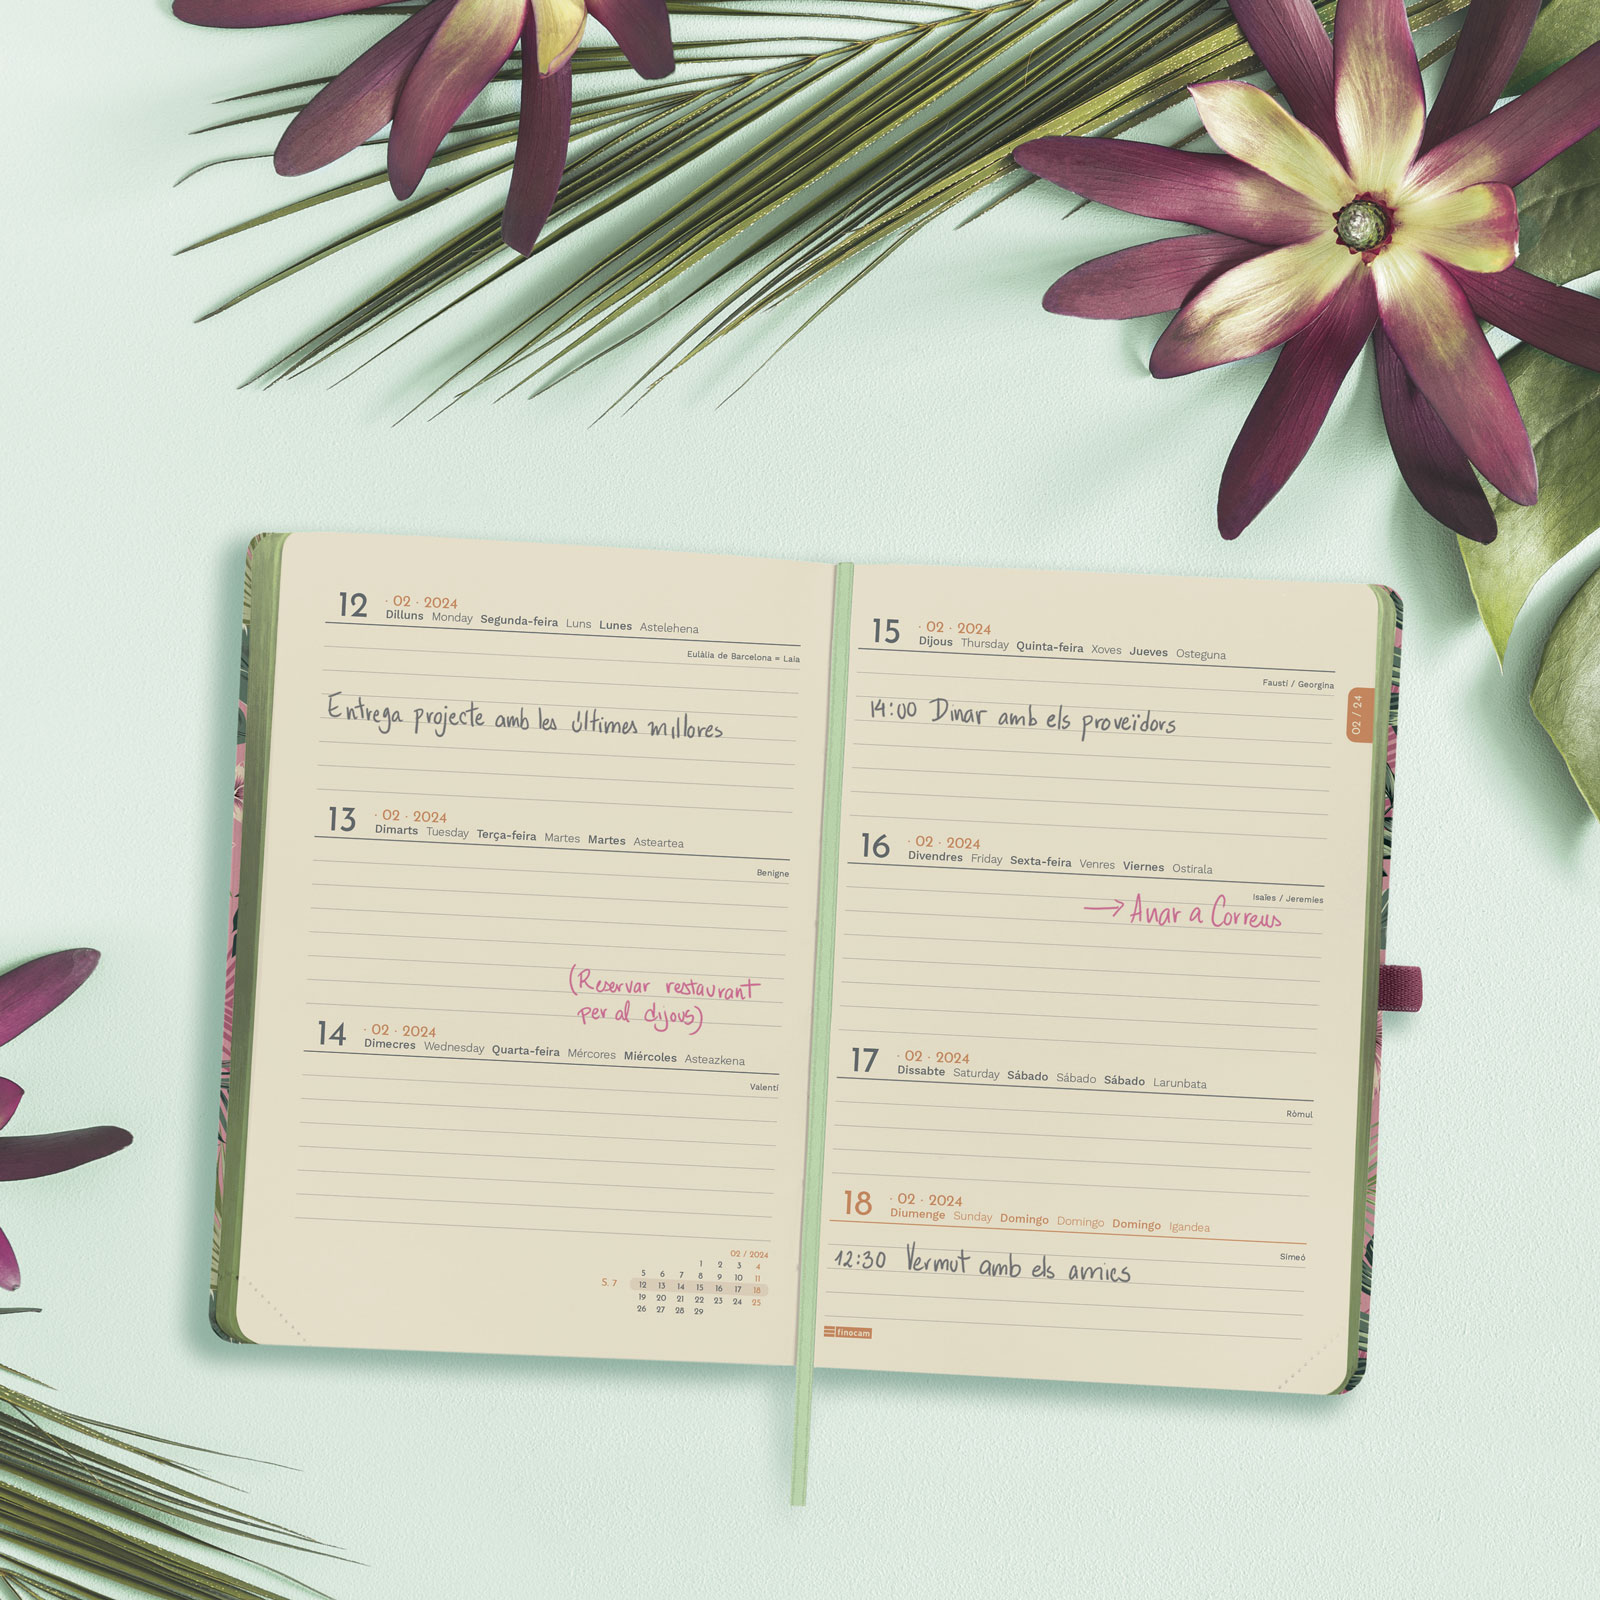 12 · 02 · 2024
Dilluns Monday Segunda-feira Luns Lunes Astelehena
Eulàlia de Barcelona = Laia
Entrega projecte amb les últimes millores
13 · 02 · 2024
Dimarts Tuesday Terça-feira Martes Martes Asteartea
Benigne
(Reservar restaurant
per al dijous)
14 · 02 · 2024
Dimecres Wednesday Quarta-feira Mércores Miércoles Asteazkena
Valentí
02 / 2024
1 2 3 4
5 6 7 8 9 10 11
S. 7 12 13 14 15 16 17 18
19 20 21 22 23 24 25
26 27 28 29
15 · 02 · 2024
Dijous Thursday Quinta-feira Xoves Jueves Osteguna
Faustí / Georgina
02 / 24
14:00 Dinar amb els proveïdors
16 · 02 · 2024
Divendres Friday Sexta-feira Venres Viernes Ostirala
Isaïes / Jeremies
→ Anar a Correus
17 · 02 · 2024
Dissabte Saturday Sábado Sábado Sábado Larunbata
Ròmul
18 · 02 · 2024
Diumenge Sunday Domingo Domingo Domingo Igandea
Simeó
12:30 Vermut amb els amics
finocam